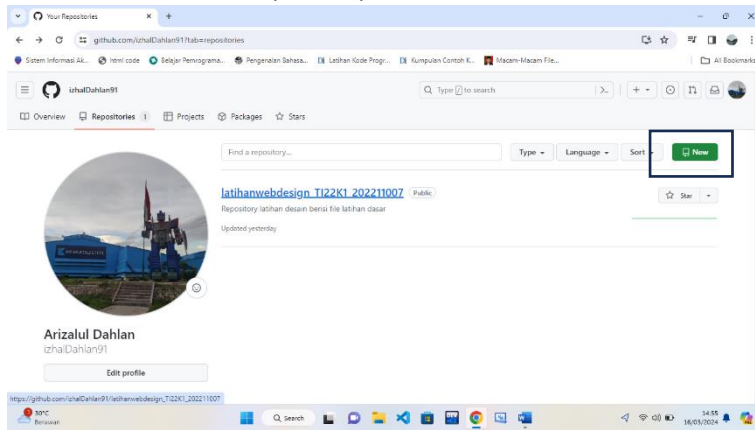 Your Repositories
github.com/izhalDahlan91?tab=repositories
Sistem Informasi Ak... html code Belajar Pemrograma... Pengenalan Bahasa... Latihan Kode Progr... Kumpulan Contoh K... Macam-Macam File... All Bookmarks
izhalDahlan91 Type / to search
Overview Repositories 1 Projects Packages Stars
Find a repository... Type Language Sort New
latihanwebdesign_TI22K1_202211007 Public Star
Repository latihan desain berisi file latihan dasar
Updated yesterday
Arizalul Dahlan
izhalDahlan91
Edit profile
https://github.com/izhalDahlan91/latihanwebdesign_TI22K1_202211007
30°C Search 14:55
Berawan 16/03/2024